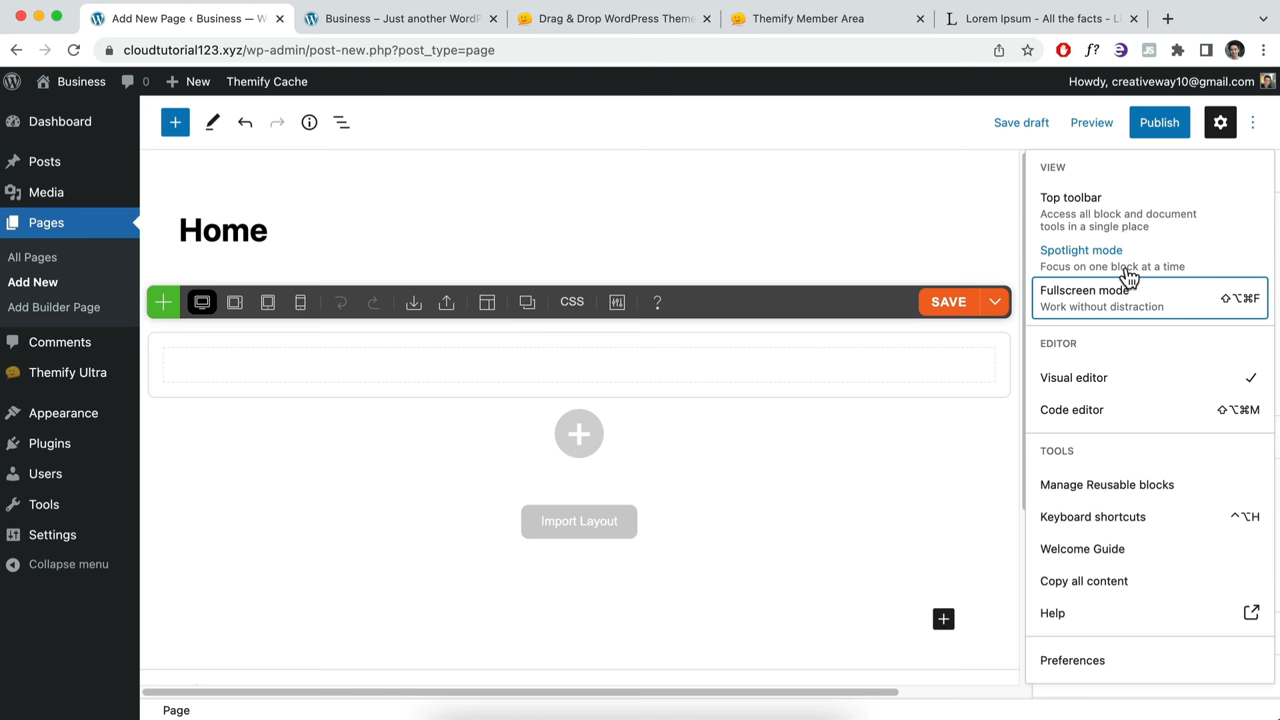 Add New Page ‹ Business — W
Business – Just another WordP
Drag & Drop WordPress Theme
Themify Member Area
Lorem Ipsum - All the facts - Li
cloudtutorial123.xyz/wp-admin/post-new.php?post_type=page
Business
0
New
Themify Cache
Howdy, creativeway10@gmail.com
Dashboard
Posts
Media
Pages
All Pages
Add New
Add Builder Page
Comments
Themify Ultra
Appearance
Plugins
Users
Tools
Settings
Collapse menu
Save draft
Preview
Publish
Home
CSS
?
SAVE
Import Layout
VIEW
Top toolbar
Access all block and document
tools in a single place
Spotlight mode
Focus on one block at a time
Fullscreen mode
⇧⌥⌘F
Work without distraction
EDITOR
Visual editor
Code editor
⇧⌥⌘M
TOOLS
Manage Reusable blocks
Keyboard shortcuts
⌃⌥H
Welcome Guide
Copy all content
Help
Preferences
Page